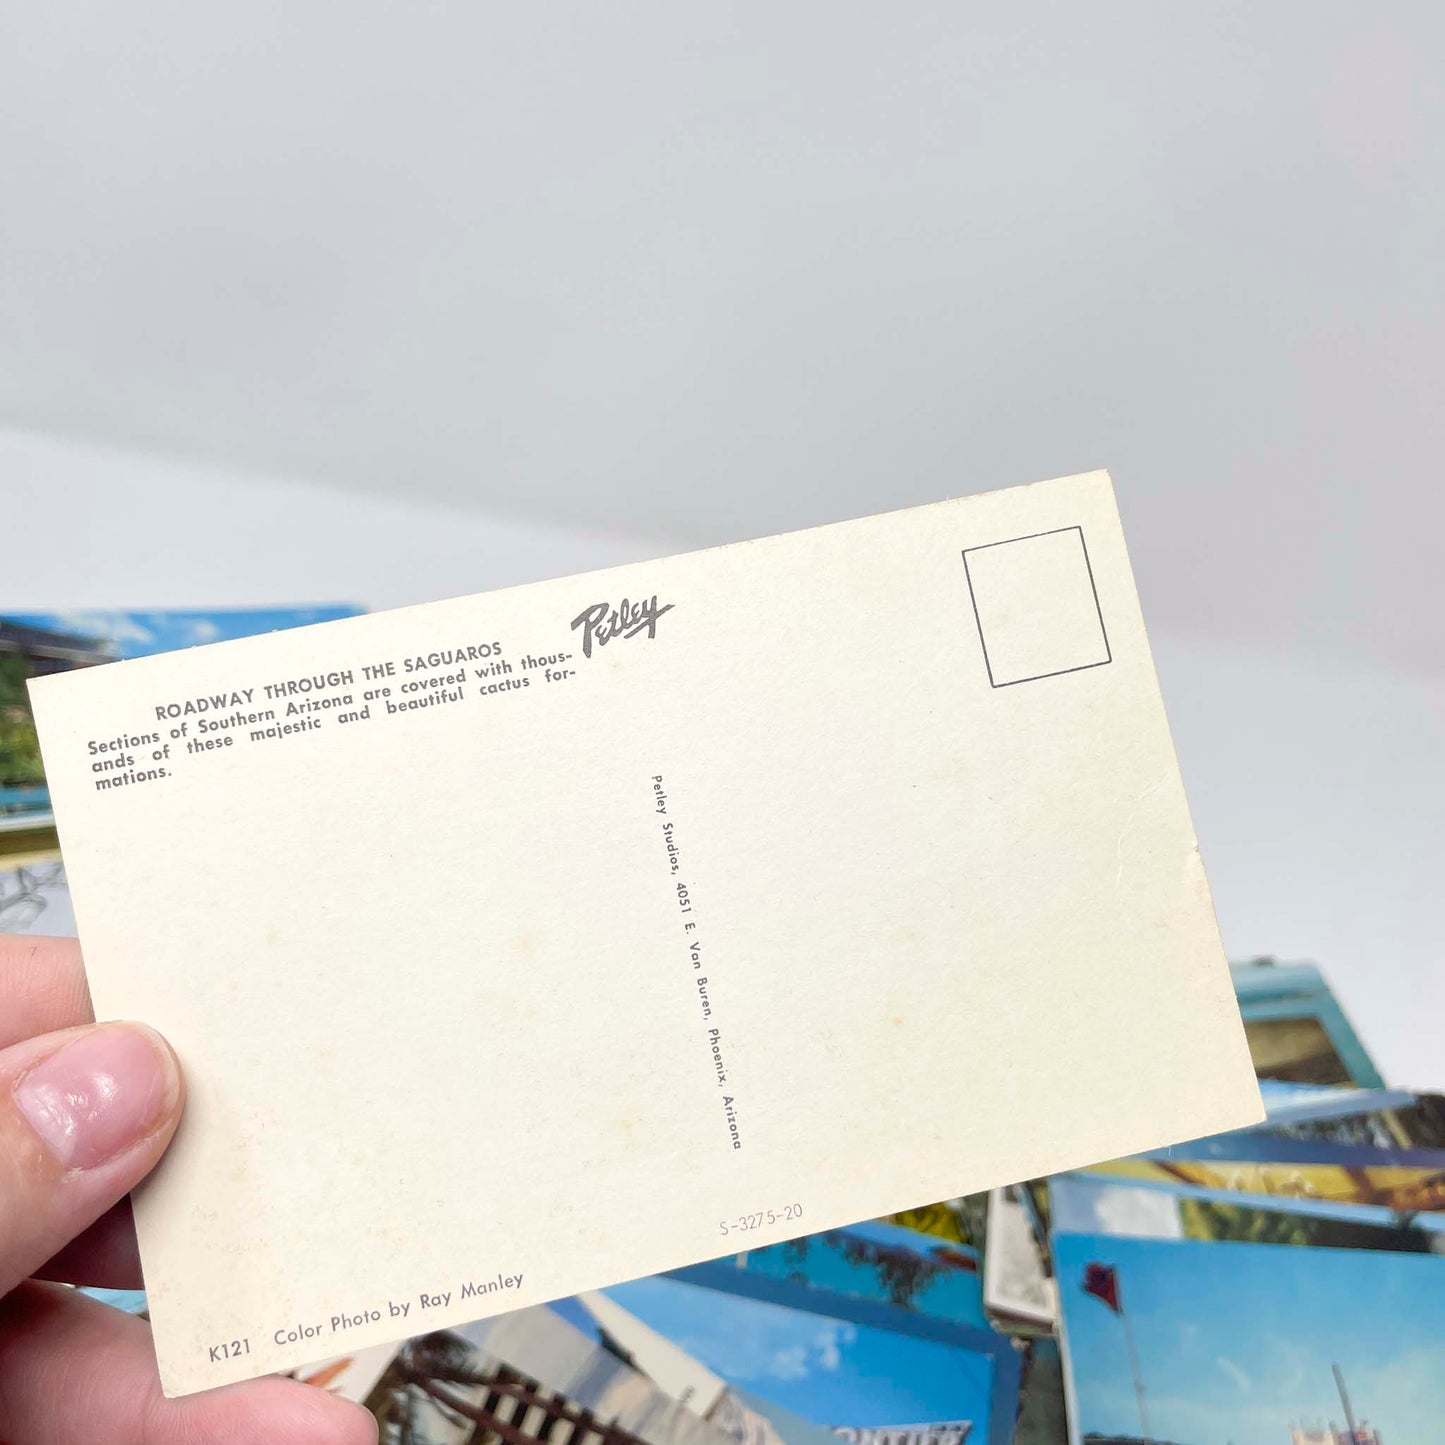 Petley
ROADWAY THROUGH THE SAGUAROS
Sections of Southern Arizona are covered with thous-
ands of these majestic and beautiful cactus for-
mations.
Petley Studios, 4051 E. Van Buren, Phoenix, Arizona
S-3275-20
K121 Color Photo by Ray Manley